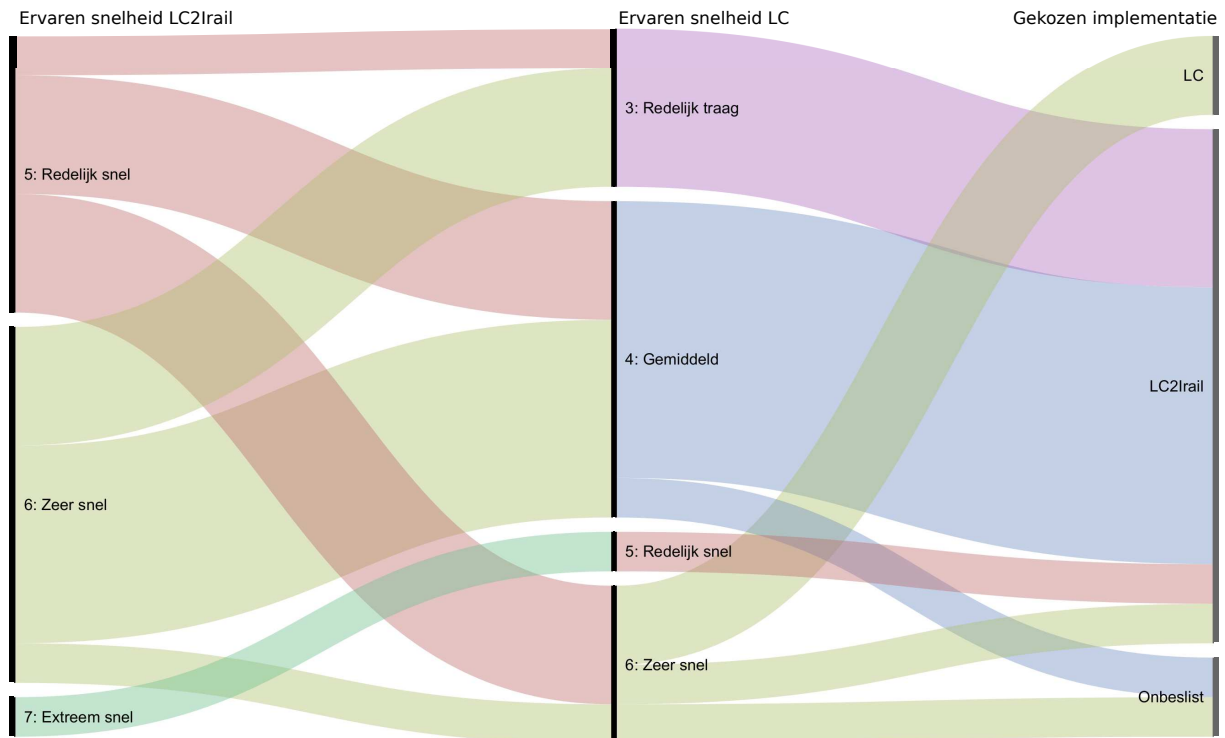 Ervaren snelheid LC2Irail
Ervaren snelheid LC
Gekozen implementatie
LC
3: Redelijk traag
5: Redelijk snel
4: Gemiddeld
LC2Irail
6: Zeer snel
5: Redelijk snel
6: Zeer snel
Onbeslist
7: Extreem snel